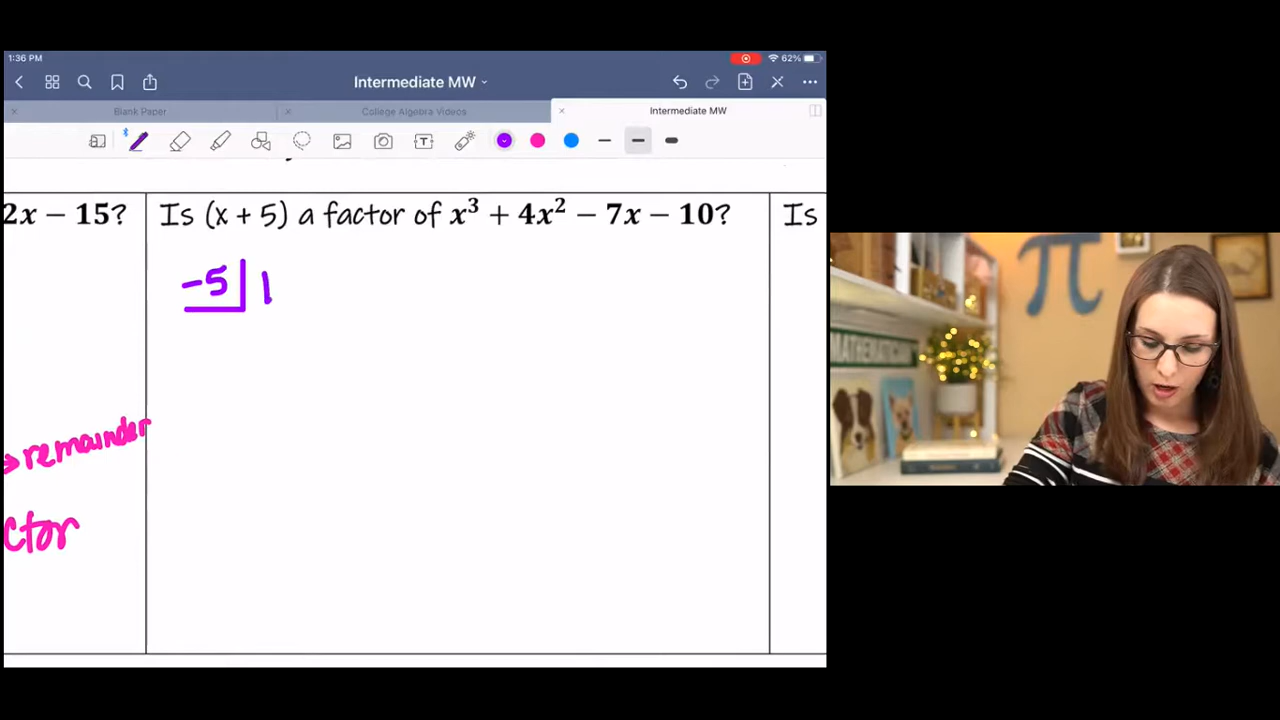 1:36 PM
62%
Intermediate MW
Blank Paper
College Algebra Videos
Intermediate MW
2x − 15?
Is (x + 5) a factor of x³ + 4x² − 7x − 10?
Is
-5 1
remainder
ctor
MATHEMATICIAN